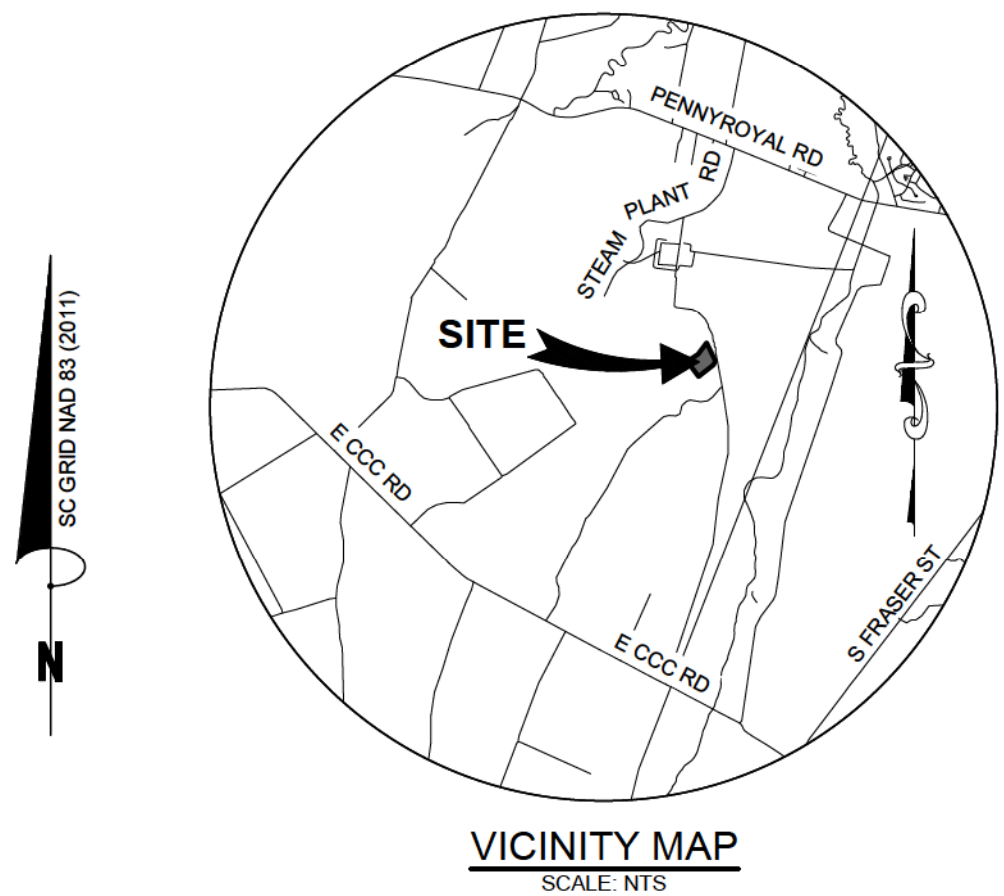 PENNYROYAL RD
STEAM PLANT RD
SITE
SC GRID NAD 83 (2011)
N
E CCC RD
E CCC RD
S FRASER ST
VICINITY MAP
SCALE: NTS